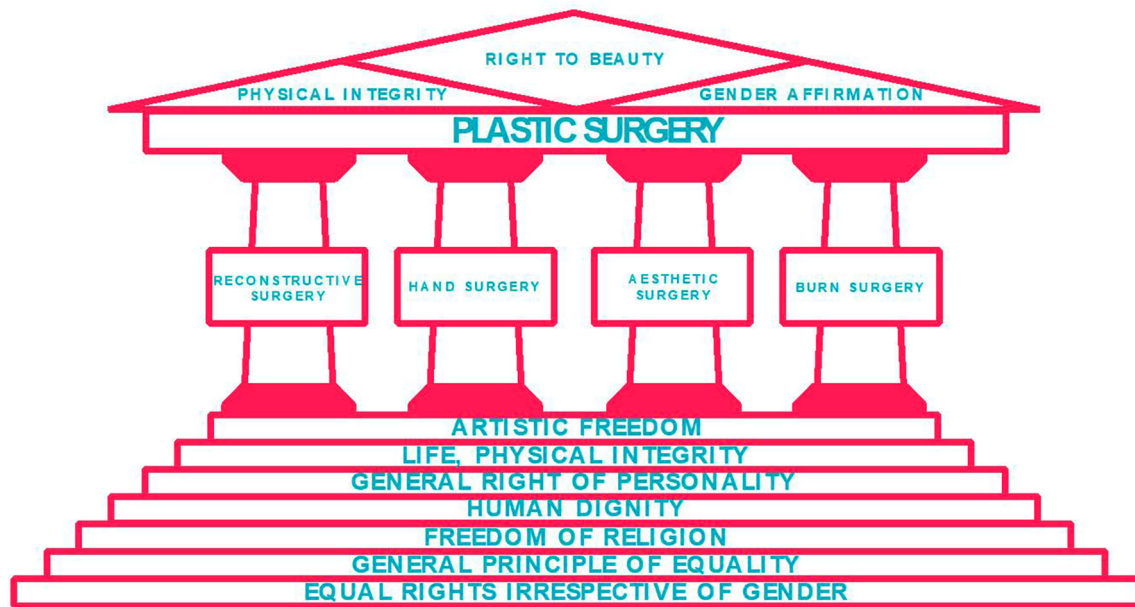 RIGHT TO BEAUTY
PHYSICAL INTEGRITY
GENDER AFFIRMATION
PLASTIC SURGERY
RECONSTRUCTIVE
SURGERY
HAND SURGERY
AESTHETIC
SURGERY
BURN SURGERY
ARTISTIC FREEDOM
LIFE, PHYSICAL INTEGRITY
GENERAL RIGHT OF PERSONALITY
HUMAN DIGNITY
FREEDOM OF RELIGION
GENERAL PRINCIPLE OF EQUALITY
EQUAL RIGHTS IRRESPECTIVE OF GENDER